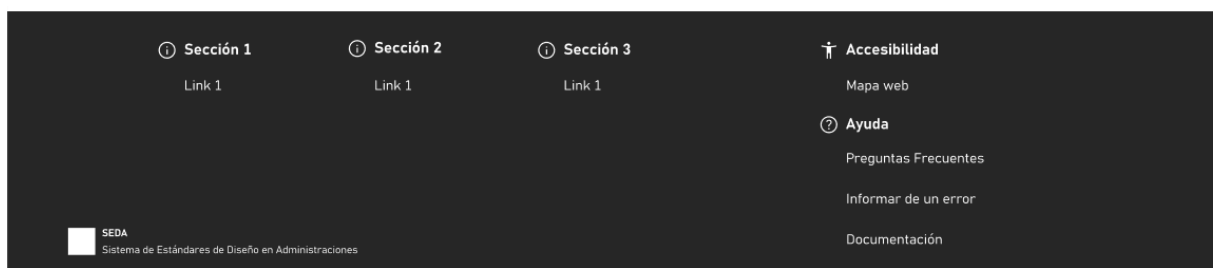 Sección 1
Link 1
Sección 2
Link 1
Sección 3
Link 1
Accesibilidad
Mapa web
Ayuda
Preguntas Frecuentes
Informar de un error
Documentación
SEDA
Sistema de Estándares de Diseño en Administraciones